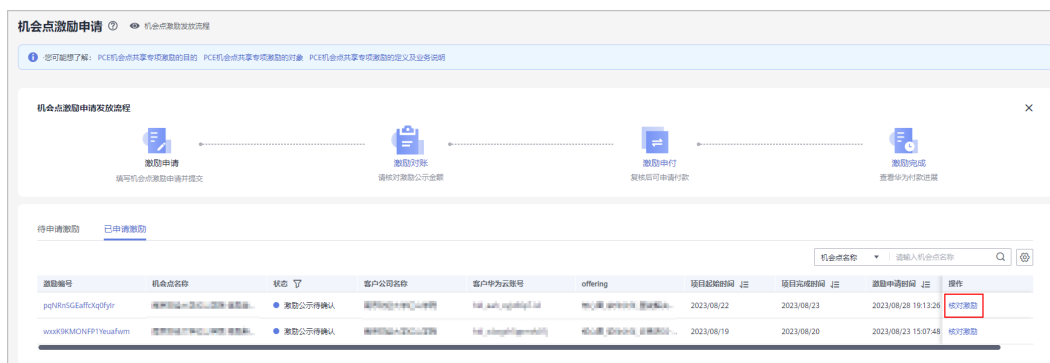 机会点激励申请 机会点激励发放流程
您可能想了解： PCE机会点共享专项激励的目的 PCE机会点共享专项激励的对象 PCE机会点共享专项激励的定义及业务说明
机会点激励申请发放流程
激励申请 激励对账 激励申付 激励完成
填写机会点激励申请并提交 请核对激励公示金额 复核后可申请付款 查看华为付款进展
待申请激励 已申请激励
机会点名称 请输入机会点名称
激励编号 机会点名称 状态 客户公司名称 客户华为云账号 offering 项目起始时间 项目完成时间 激励申请时间 操作
pqNRnSGEaffcXq0fyIr 激励公示待确认 2023/08/22 2023/08/23 2023/08/28 19:13:26 核对激励
wxxK9KMONFP1Yeuafwm 激励公示待确认 2023/08/19 2023/08/20 2023/08/23 15:07:48 核对激励